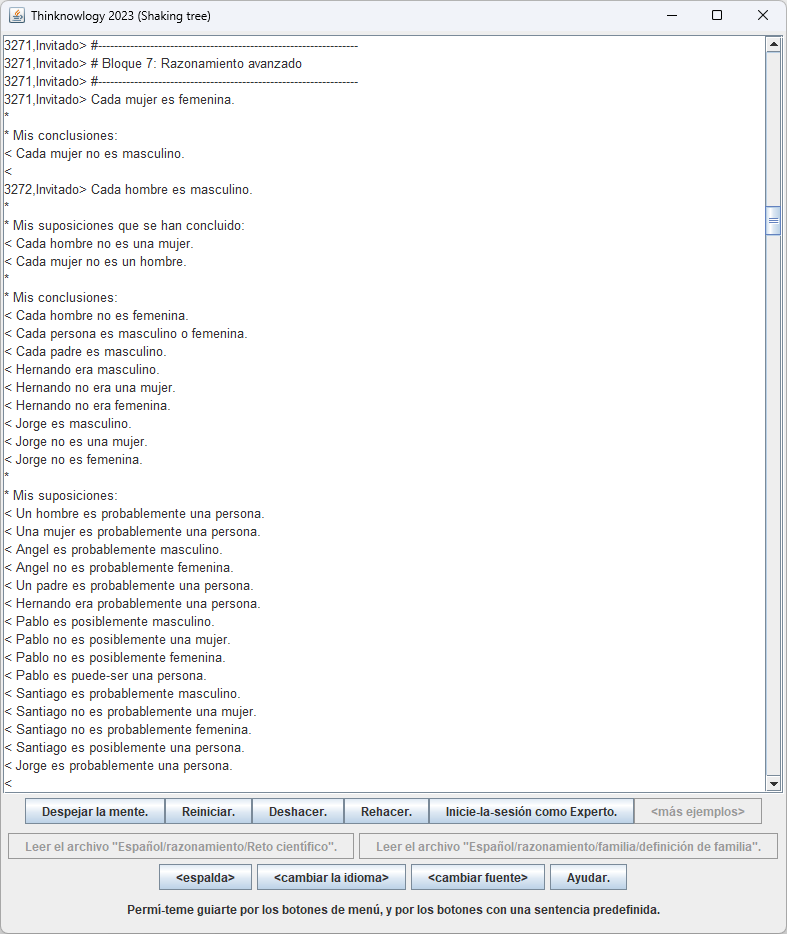 Thinknowlogy 2023 (Shaking tree)
3271,Invitado> #-----------------------------------------------------------------
3271,Invitado> # Bloque 7: Razonamiento avanzado
3271,Invitado> #-----------------------------------------------------------------
3271,Invitado> Cada mujer es femenina.
*
* Mis conclusiones:
< Cada mujer no es masculino.
<
3272,Invitado> Cada hombre es masculino.
*
* Mis suposiciones que se han concluido:
< Cada hombre no es una mujer.
< Cada mujer no es un hombre.
*
* Mis conclusiones:
< Cada hombre no es femenina.
< Cada persona es masculino o femenina.
< Cada padre es masculino.
< Hernando era masculino.
< Hernando no era una mujer.
< Hernando no era femenina.
< Jorge es masculino.
< Jorge no es una mujer.
< Jorge no es femenina.
*
* Mis suposiciones:
< Un hombre es probablemente una persona.
< Una mujer es probablemente una persona.
< Angel es probablemente masculino.
< Angel no es probablemente femenina.
< Un padre es probablemente una persona.
< Hernando era probablemente una persona.
< Pablo es posiblemente masculino.
< Pablo no es posiblemente una mujer.
< Pablo no es posiblemente femenina.
< Pablo es puede-ser una persona.
< Santiago es probablemente masculino.
< Santiago no es probablemente una mujer.
< Santiago no es probablemente femenina.
< Santiago es posiblemente una persona.
< Jorge es probablemente una persona.
<
Despejar la mente. Reiniciar. Deshacer. Rehacer. Inicie-la-sesión como Experto. <más ejemplos>
Leer el archivo "Español/razonamiento/Reto científico". Leer el archivo "Español/razonamiento/familia/definición de familia".
<espalda> <cambiar la idioma> <cambiar fuente> Ayudar.
Permí-teme guiarte por los botones de menú, y por los botones con una sentencia predefinida.